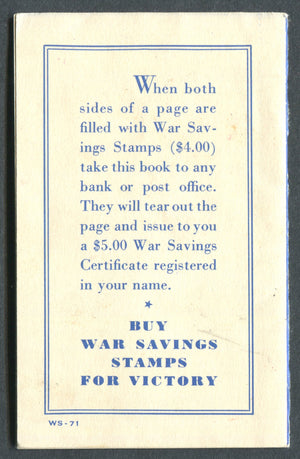 When both
sides of a page are
filled with War Sav-
ings Stamps ($4.00)
take this book to any
bank or post office.
They will tear out the
page and issue to you
a $5.00 War Savings
Certificate registered
in your name.
★
BUY
WAR SAVINGS
STAMPS
FOR VICTORY
WS-71